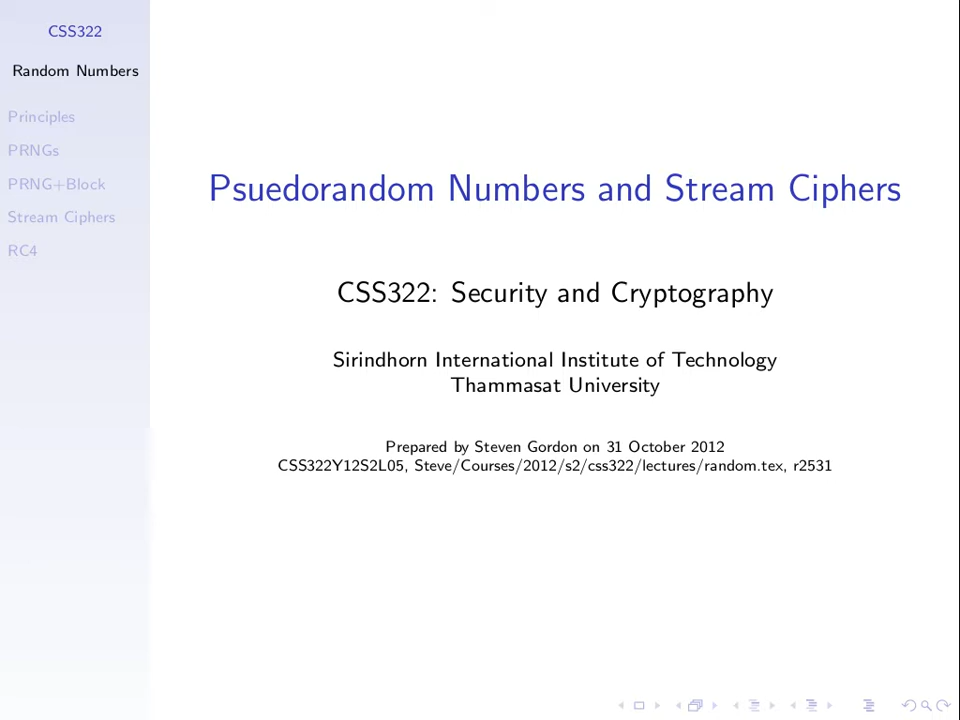 CSS322
Random Numbers
Principles
PRNGs
PRNG+Block
Stream Ciphers
RC4
Psuedorandom Numbers and Stream Ciphers
CSS322: Security and Cryptography
Sirindhorn International Institute of Technology
Thammasat University
Prepared by Steven Gordon on 31 October 2012
CSS322Y12S2L05, Steve/Courses/2012/s2/css322/lectures/random.tex, r2531